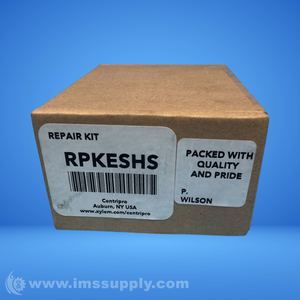 REPAIR KIT
RPKESHS
Centripro
Auburn, NY USA
www.xylem.com/centripro
PACKED WITH
QUALITY
AND PRIDE
P.
WILSON
© www.imssupply.com/